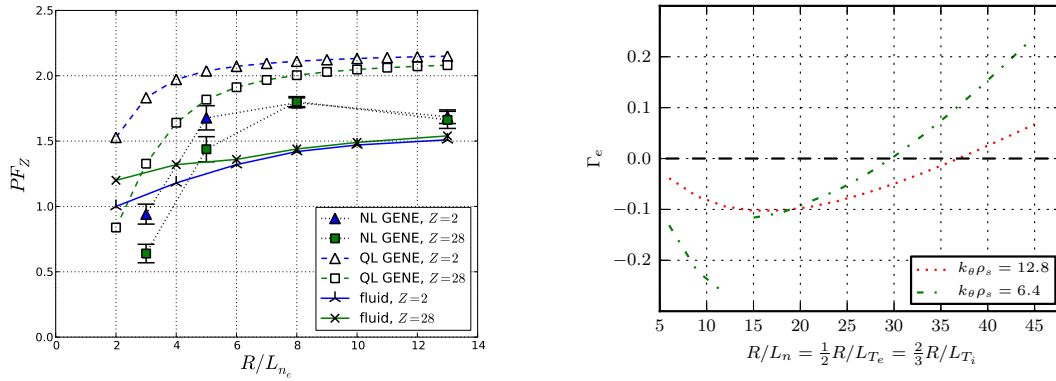 2.5
2.0
1.5
1.0
0.5
0.0
PF_Z
0 2 4 6 8 10 12 14
R/L_{n_e}
NL GENE, Z=2
NL GENE, Z=28
QL GENE, Z=2
QL GENE, Z=28
fluid, Z=2
fluid, Z=28
0.2
0.1
0.0
−0.1
−0.2
Γ_e
5 10 15 20 25 30 35 40 45
R/L_n = 1/2 R/L_{T_e} = 2/3 R/L_{T_i}
k_θρ_s = 12.8
k_θρ_s = 6.4